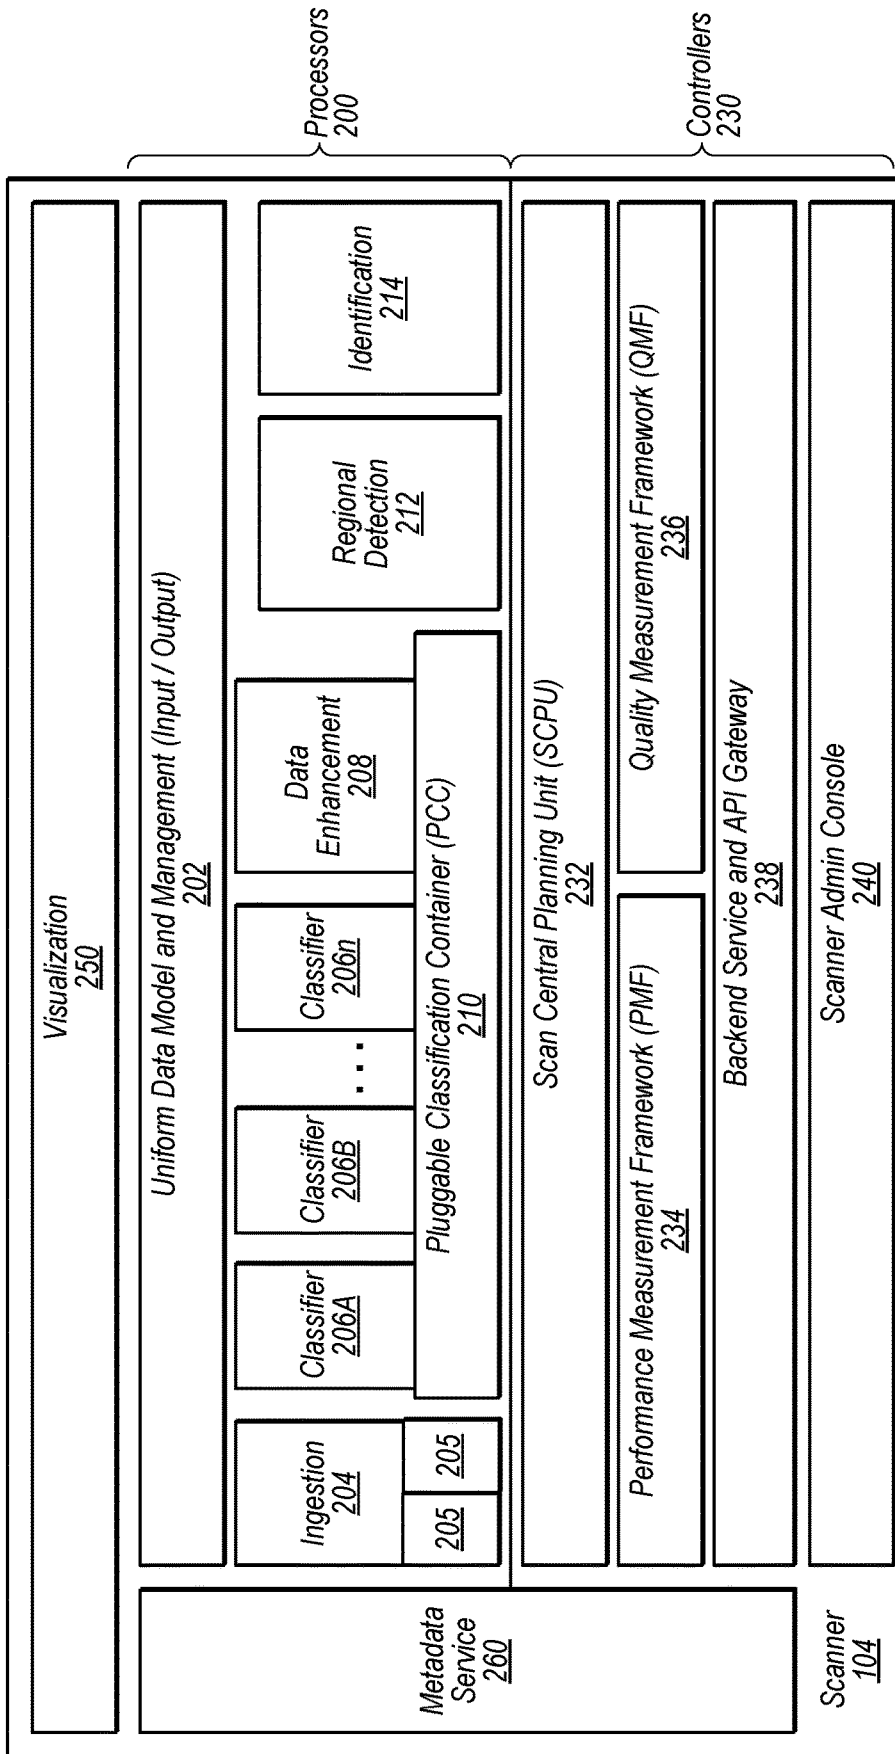 Visualization
250
Uniform Data Model and Management (Input / Output)
202
Ingestion
204
205
205
Classifier
206A
Classifier
206B
. . .
Classifier
206n
Data
Enhancement
208
Pluggable Classification Container (PCC)
210
Regional
Detection
212
Identification
214
Processors
200
Metadada
Service
260
Scan Central Planning Unit (SCPU)
232
Performance Measurement Framework (PMF)
234
Quality Measurement Framework (QMF)
236
Backend Service and API Gateway
238
Scanner Admin Console
240
Controllers
230
Scanner
104